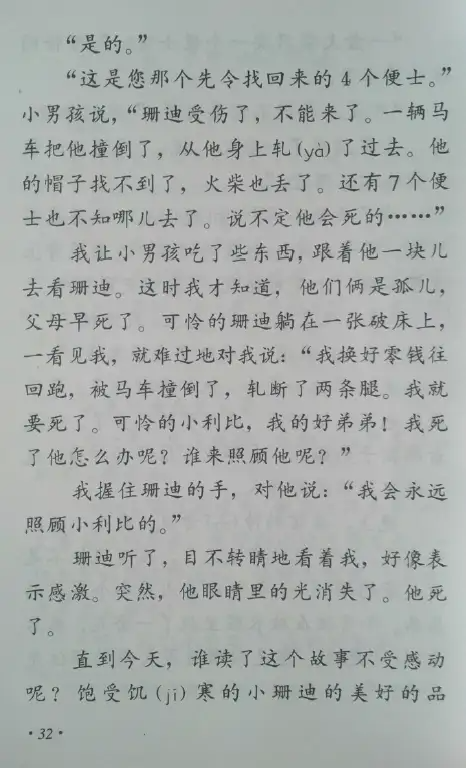 “是的。”
“这是您那个先令找回来的4个便士。”
小男孩说，“珊迪受伤了，不能来了。一辆马
车把他撞倒了，从他身上轧(yà)了过去。他
的帽子找不到了，火柴也丢了。还有7个便
士也不知哪儿去了。说不定他会死的……”
我让小男孩吃了些东西，跟着他一块儿
去看珊迪。这时我才知道，他们俩是孤儿，
父母早死了。可怜的珊迪躺在一张破床上，
一看见我，就难过地对我说：“我换好零钱往
回跑，被马车撞倒了，轧断了两条腿。我就
要死了。可怜的小利比，我的好弟弟！我死
了他怎么办呢？谁来照顾他呢？”
我握住珊迪的手，对他说：“我会永远
照顾小利比的。”
珊迪听了，目不转睛地看着我，好像表
示感激。突然，他眼睛里的光消失了。他死
了。
直到今天，谁读了这个故事不受感动
呢？饱受饥(jī)寒的小珊迪的美好的品
·32·